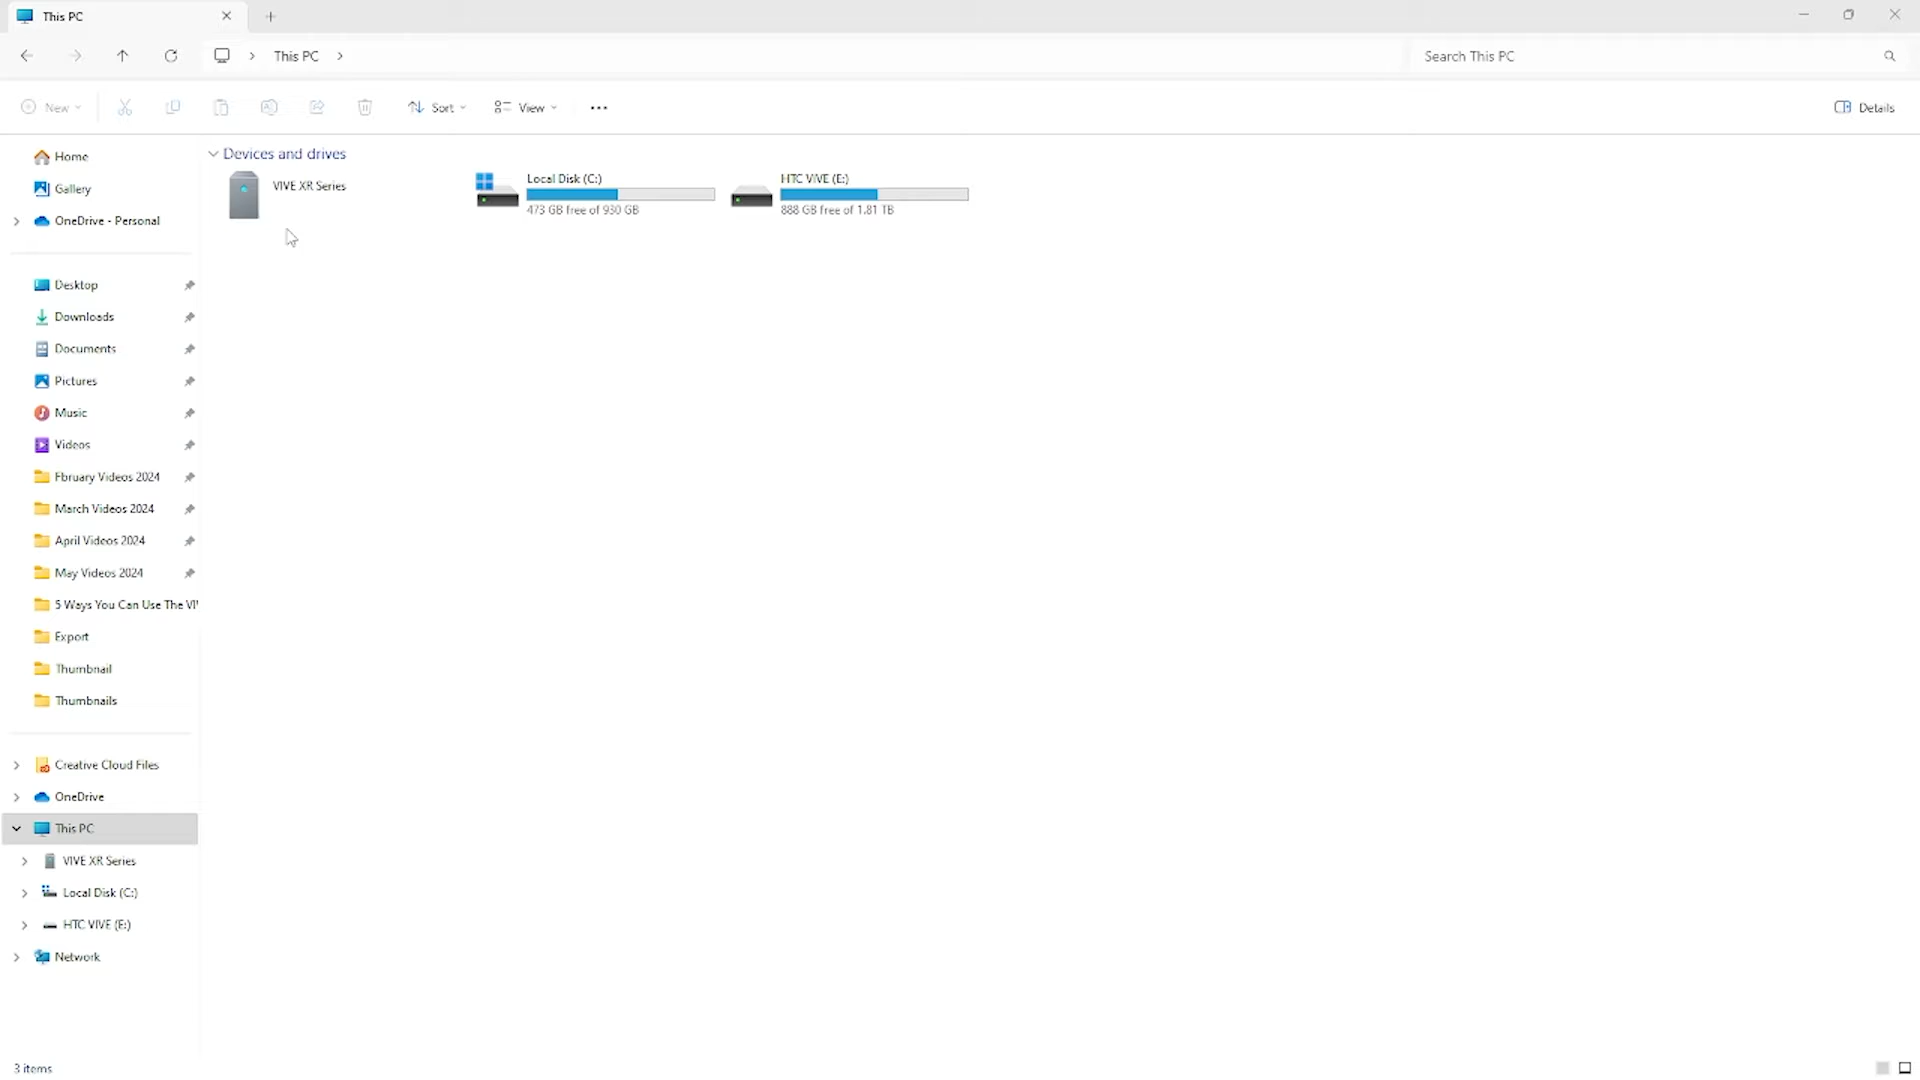 This PC
This PC
Search This PC
New
Sort
View
Details
Home
Gallery
OneDrive - Personal
Desktop
Downloads
Documents
Pictures
Music
Videos
Fbruary Videos 2024
March Videos 2024
April Videos 2024
May Videos 2024
5 Ways You Can Use The VI
Export
Thumbnail
Thumbnails
Creative Cloud Files
OneDrive
This PC
VIVE XR Series
Local Disk (C:)
HTC VIVE (E:)
Network
Devices and drives
VIVE XR Series
Local Disk (C:)
473 GB free of 930 GB
HTC VIVE (E:)
888 GB free of 1.81 TB
3 items